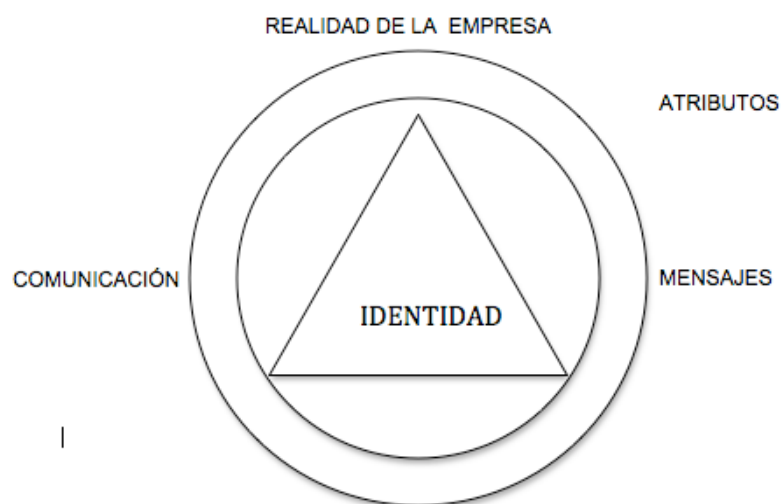 REALIDAD DE LA EMPRESA
ATRIBUTOS
COMUNICACIÓN
MENSAJES
IDENTIDAD